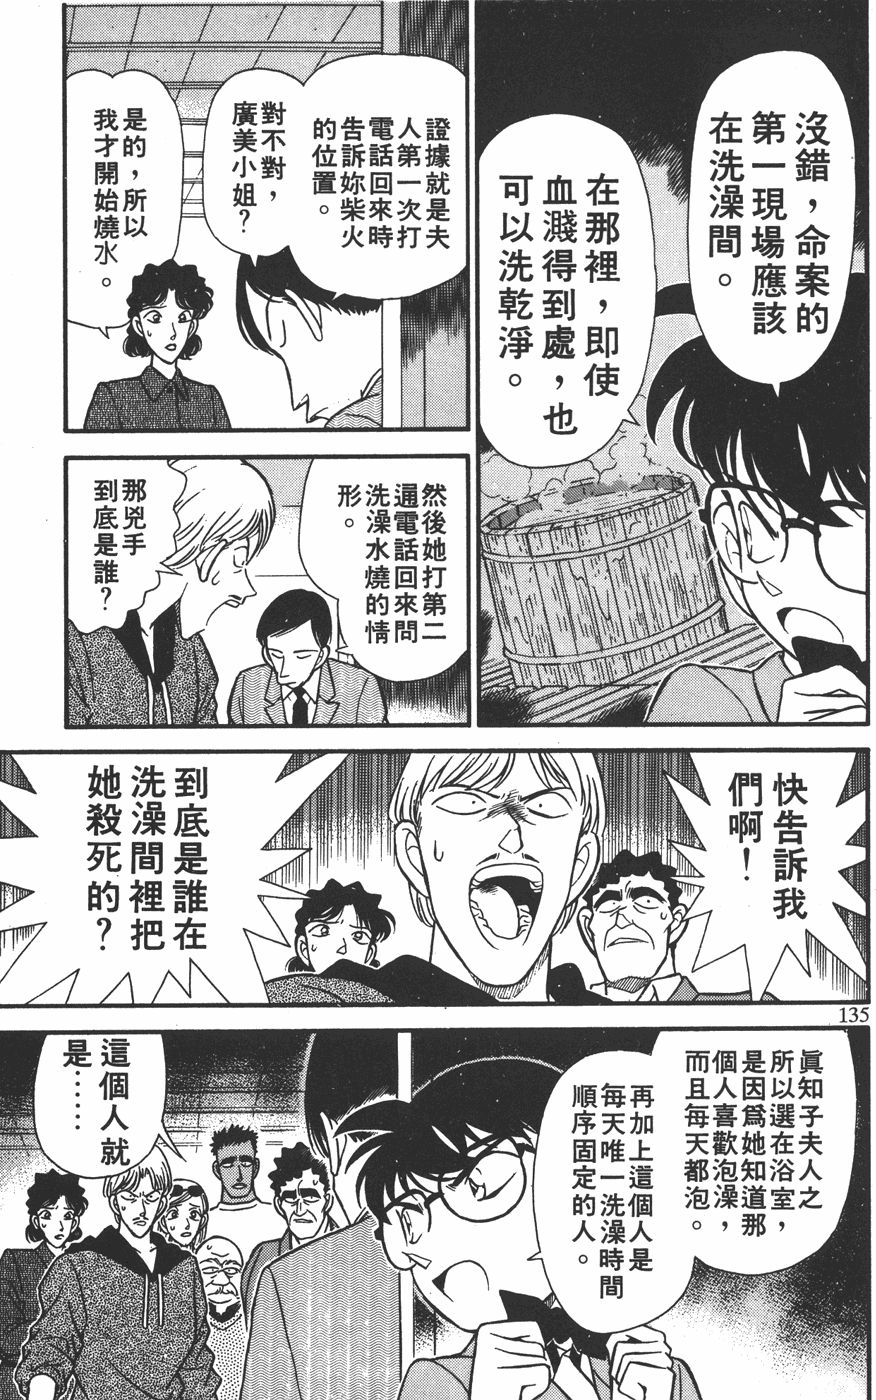 沒錯，命案的
第一現場應該
在洗澡間。
在那裡，即使
血濺得到處，也
可以洗乾淨。
證據就是夫
人第一次打
電話回來時
告訴妳柴火
的位置。
對不對，
廣美小姐？
是的，所以
我才開始燒水。
然後她打第二
遍電話回來問
洗澡水燒的情
形。
那兇手
到底是誰？
快告訴我
們啊！
到底是誰在
洗澡間裡把
她殺死的？
135
眞知子夫人之
所以選在浴室，
是因爲她知道那
個人喜歡泡澡，
而且每天都泡。
再加上這個人是
每天唯一洗澡時間
順序固定的人。
這個人就
是……